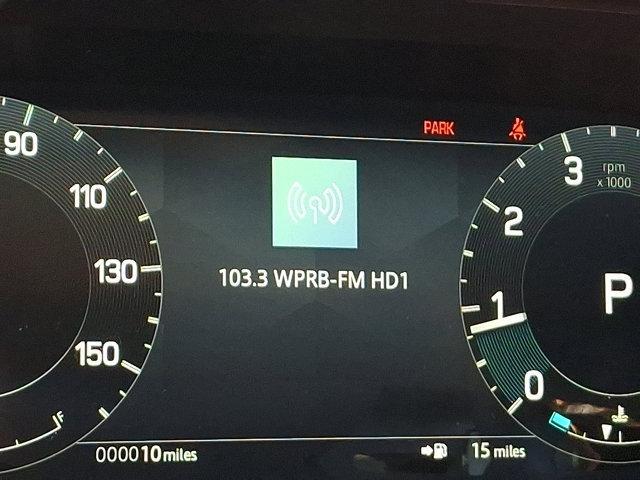 PARK
90
110
130
150
F
103.3 WPRB-FM HD1
3
2
1
0
rpm
x 1000
P
000010 miles
15 miles